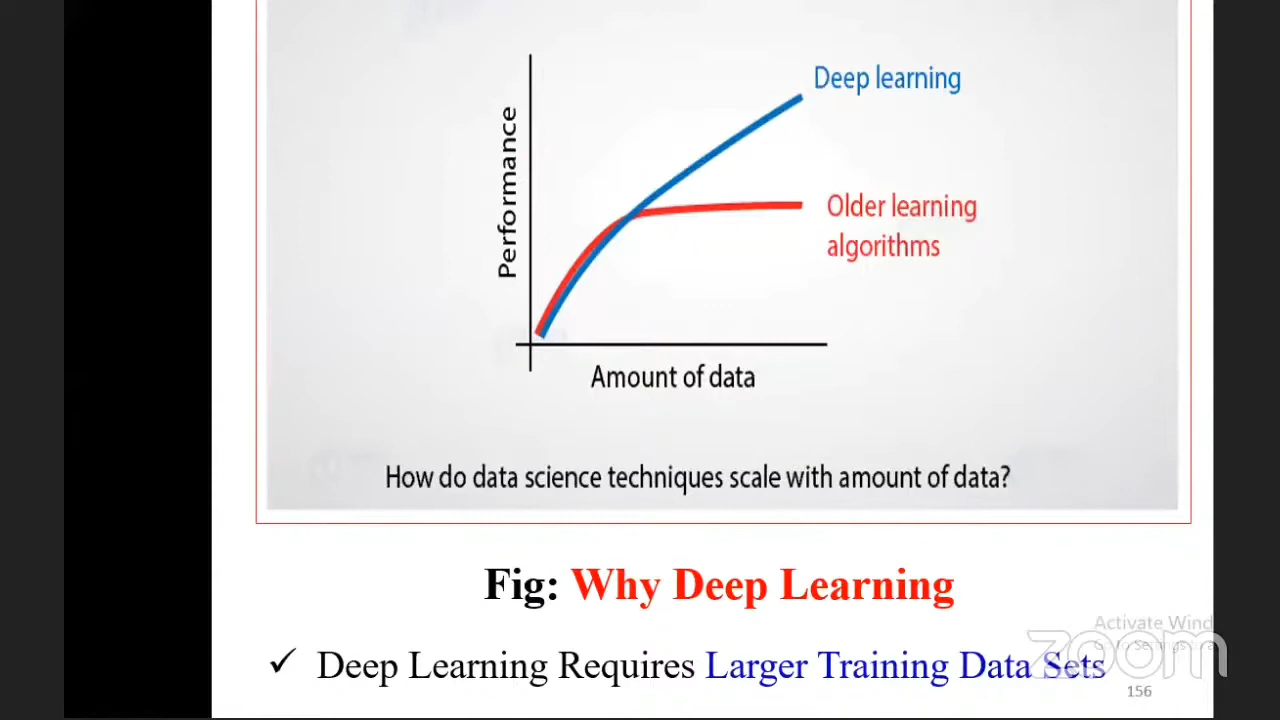 Deep learning
Performance
Older learning
algorithms
Amount of data
How do data science techniques scale with amount of data?
Fig: Why Deep Learning
Activate Wind
zoom
✓ Deep Learning Requires Larger Training Data Sets
156